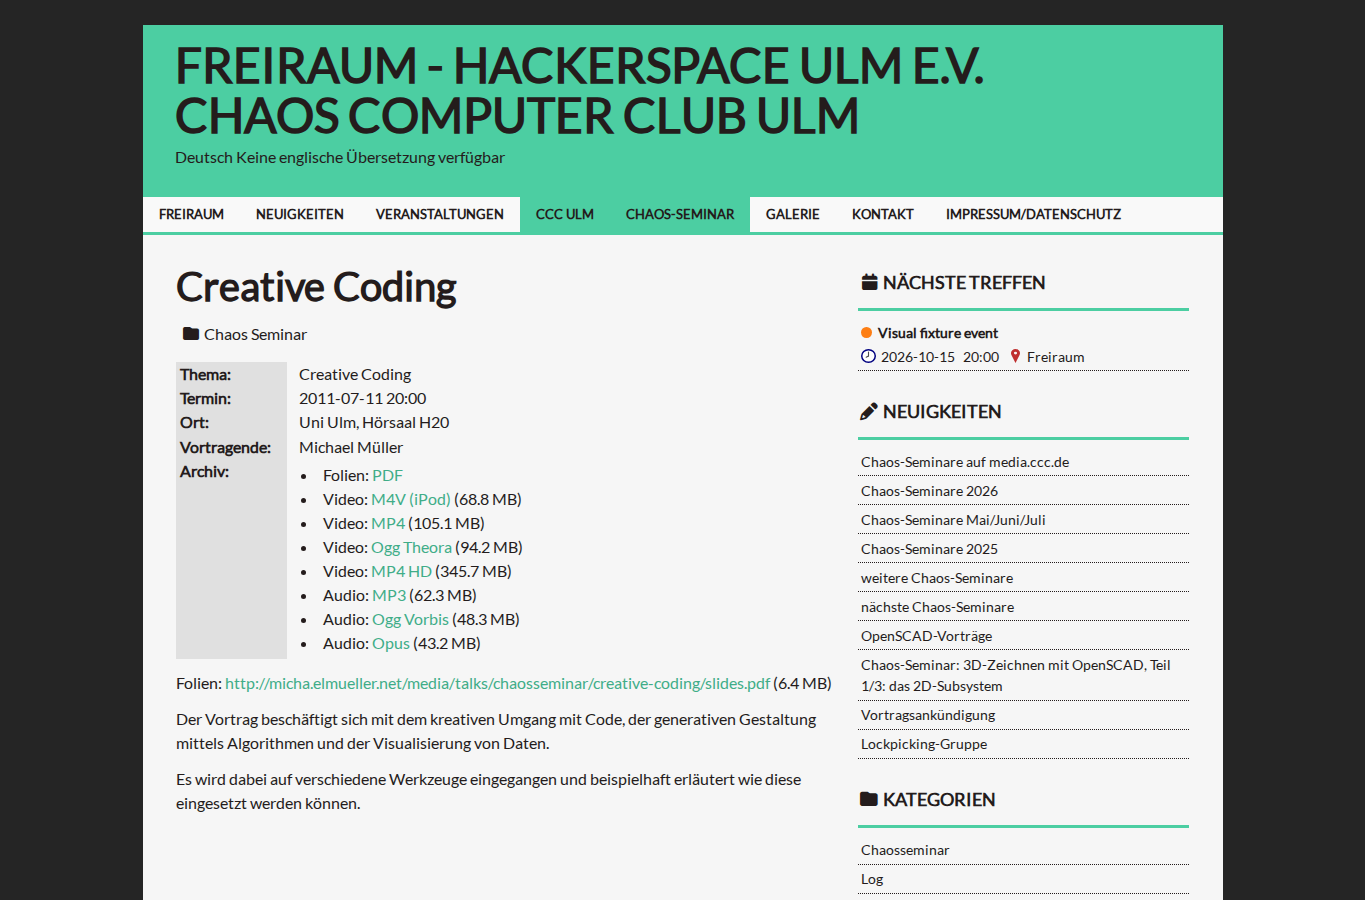 FREIRAUM - HACKERSPACE ULM E.V.
CHAOS COMPUTER CLUB ULM
Deutsch Keine englische Übersetzung verfügbar
FREIRAUM NEUIGKEITEN VERANSTALTUNGEN CCC ULM CHAOS-SEMINAR GALERIE KONTAKT IMPRESSUM/DATENSCHUTZ
Creative Coding
Chaos Seminar
Thema: Creative Coding
Termin: 2011-07-11 20:00
Ort: Uni Ulm, Hörsaal H20
Vortragende: Michael Müller
Archiv:
• Folien: PDF
• Video: M4V (iPod) (68.8 MB)
• Video: MP4 (105.1 MB)
• Video: Ogg Theora (94.2 MB)
• Video: MP4 HD (345.7 MB)
• Audio: MP3 (62.3 MB)
• Audio: Ogg Vorbis (48.3 MB)
• Audio: Opus (43.2 MB)
Folien: http://micha.elmueller.net/media/talks/chaosseminar/creative-coding/slides.pdf (6.4 MB)
Der Vortrag beschäftigt sich mit dem kreativen Umgang mit Code, der generativen Gestaltung
mittels Algorithmen und der Visualisierung von Daten.
Es wird dabei auf verschiedene Werkzeuge eingegangen und beispielhaft erläutert wie diese
eingesetzt werden können.
NÄCHSTE TREFFEN
Visual fixture event
2026-10-15 20:00 Freiraum
NEUIGKEITEN
Chaos-Seminare auf media.ccc.de
Chaos-Seminare 2026
Chaos-Seminare Mai/Juni/Juli
Chaos-Seminare 2025
weitere Chaos-Seminare
nächste Chaos-Seminare
OpenSCAD-Vorträge
Chaos-Seminar: 3D-Zeichnen mit OpenSCAD, Teil
1/3: das 2D-Subsystem
Vortragsankündigung
Lockpicking-Gruppe
KATEGORIEN
Chaosseminar
Log